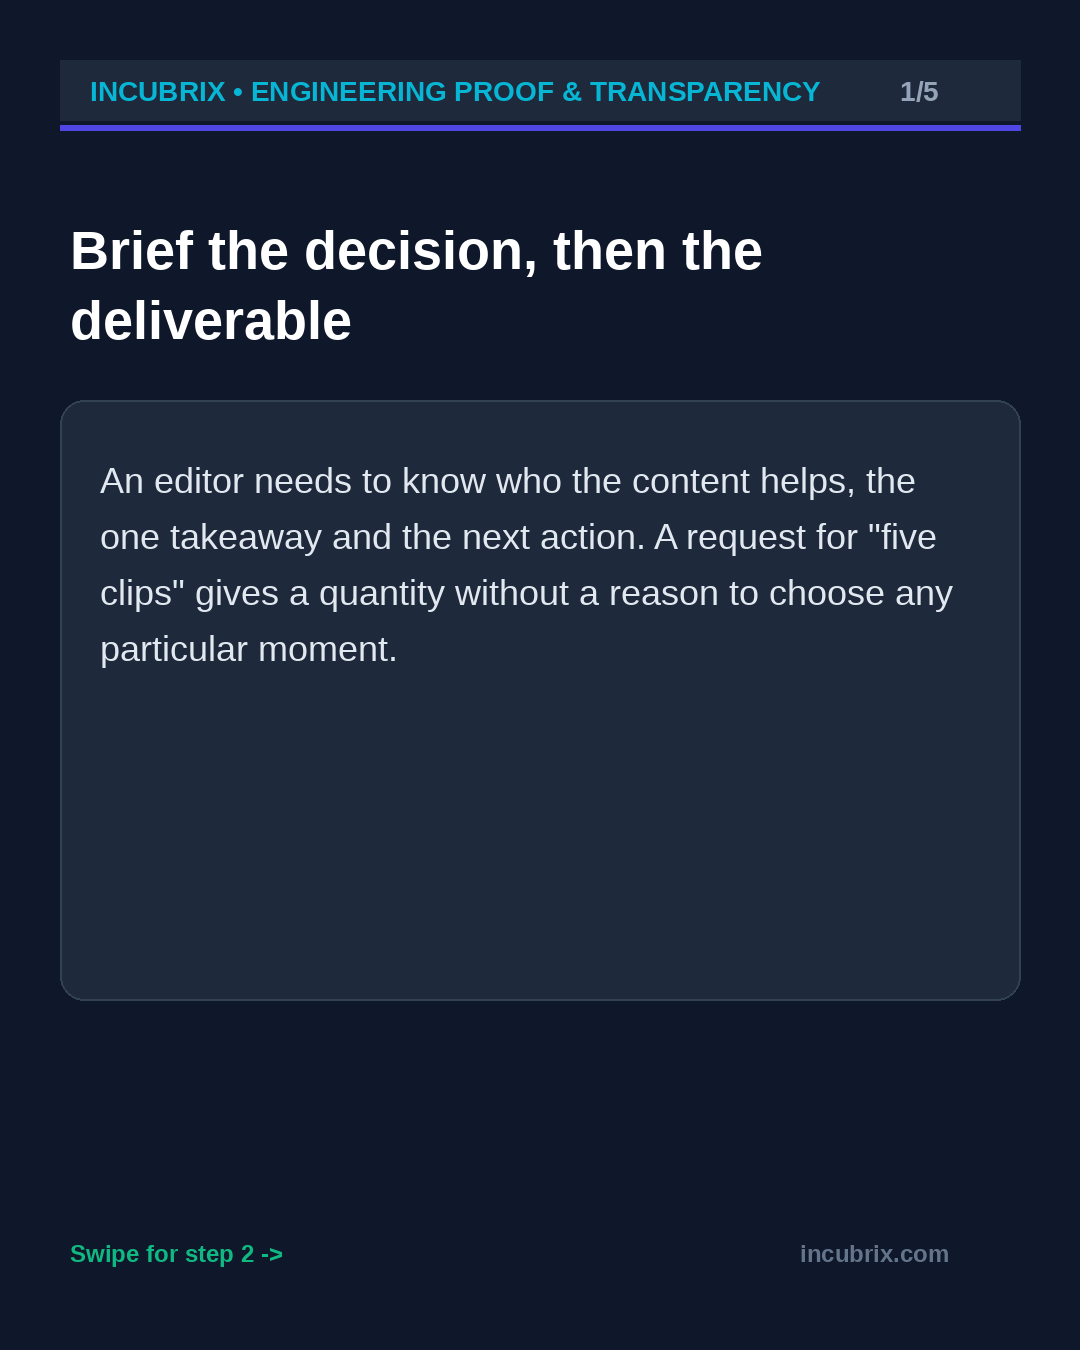 INCUBRIX • ENGINEERING PROOF & TRANSPARENCY 1/5
Brief the decision, then the
deliverable
An editor needs to know who the content helps, the
one takeaway and the next action. A request for "five
clips" gives a quantity without a reason to choose any
particular moment.
Swipe for step 2 -> incubrix.com